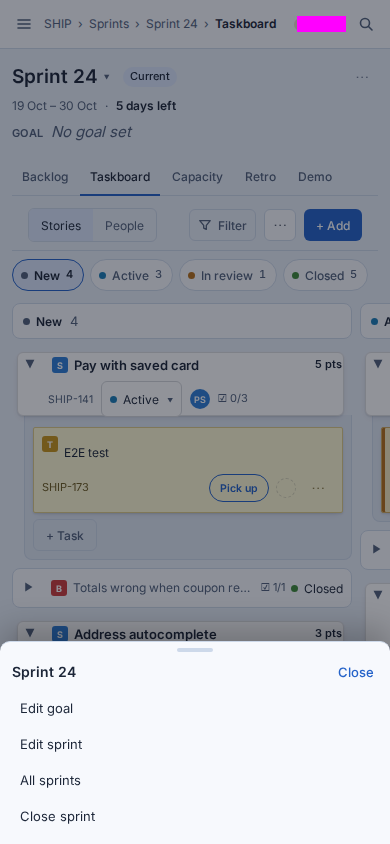 SHIP › Sprints › Sprint 24 › Taskboard
Sprint 24 ▾ Current ···
19 Oct – 30 Oct · 5 days left
GOAL No goal set
Backlog Taskboard Capacity Retro Demo
Stories People Filter ··· + Add
New 4 Active 3 In review 1 Closed 5
New 4
A
S Pay with saved card 5 pts
SHIP-141 Active ▾ PS ☑ 0/3
T E2E test
SHIP-173 Pick up ···
+ Task
B Totals wrong when coupon re... ☑ 1/1 Closed
S Address autocomplete 3 pts
Sprint 24 Close
Edit goal
Edit sprint
All sprints
Close sprint